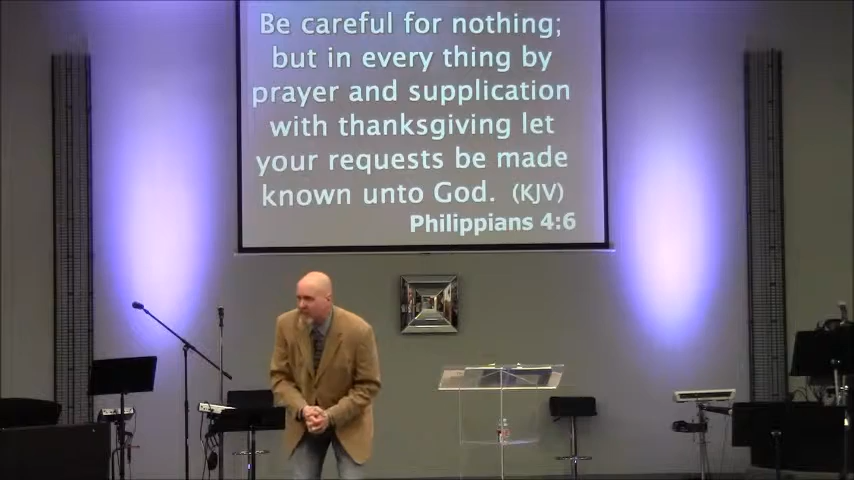 Be careful for nothing;
but in every thing by
prayer and supplication
with thanksgiving let
your requests be made
known unto God. (KJV)
Philippians 4:6